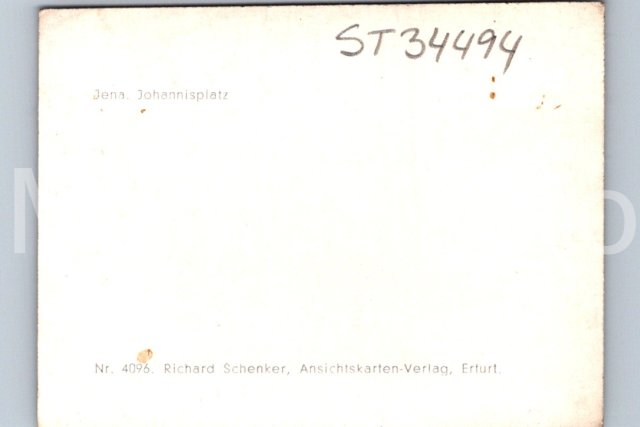 ST34494
Jena. Johannisplatz
Nr. 4096. Richard Schenker, Ansichtskarten-Verlag, Erfurt.